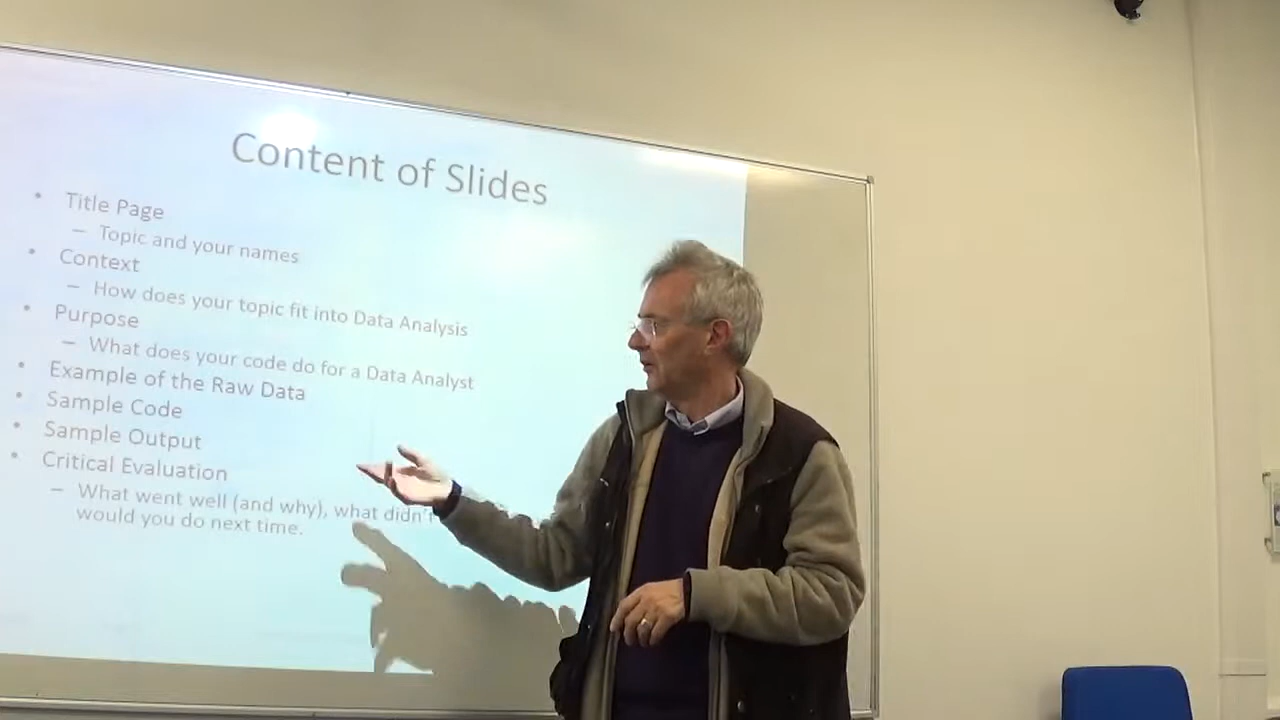 Content of Slides
• Title Page
– Topic and your names
• Context
– How does your topic fit into Data Analysis
• Purpose
– What does your code do for a Data Analyst
• Example of the Raw Data
• Sample Code
• Sample Output
• Critical Evaluation
– What went well (and why), what didn't
would you do next time.